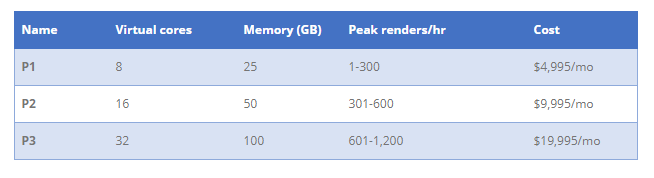 Name Virtual cores Memory (GB) Peak renders/hr Cost
P1 8 25 1-300 $4,995/mo
P2 16 50 301-600 $9,995/mo
P3 32 100 601-1,200 $19,995/mo